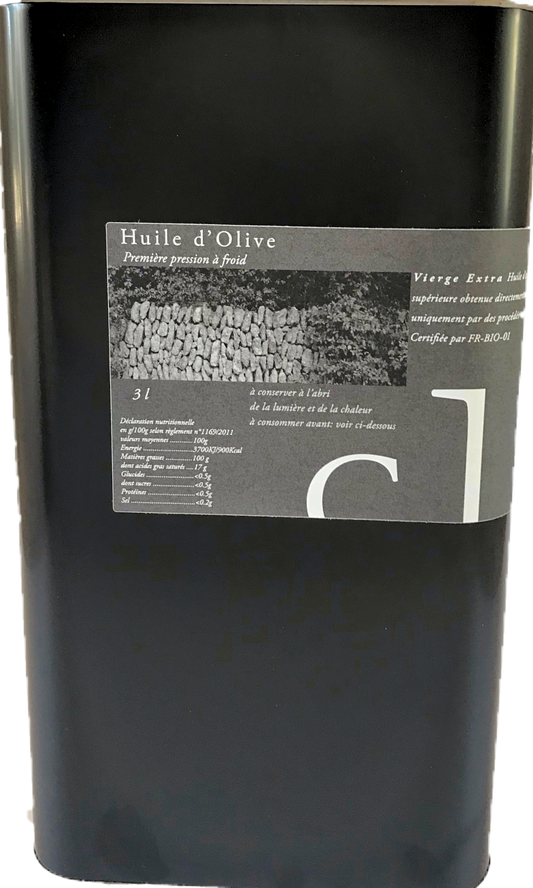 Huile d'Olive
Première pression à froid
Vierge Extra Huile
supérieure obtenue directement
uniquement par des
Certifiée par FR-BIO-01
3 l
à conserver à l'abri
de la lumière et de la chaleur
à consommer avant: voir ci-dessous
Déclaration nutritionnelle
en g/100g selon règlement n°1169/2011
valeurs moyennes ............100g
Energie .........................3700KJ/900Kcal
Matières grasses .........100 g
dont acides gras saturés ....17 g
Glucides ..........................<0.5g
dont sucres .....................<0.5g
Protéines ........................<0.5g
Sel .................................<0.2g
cl